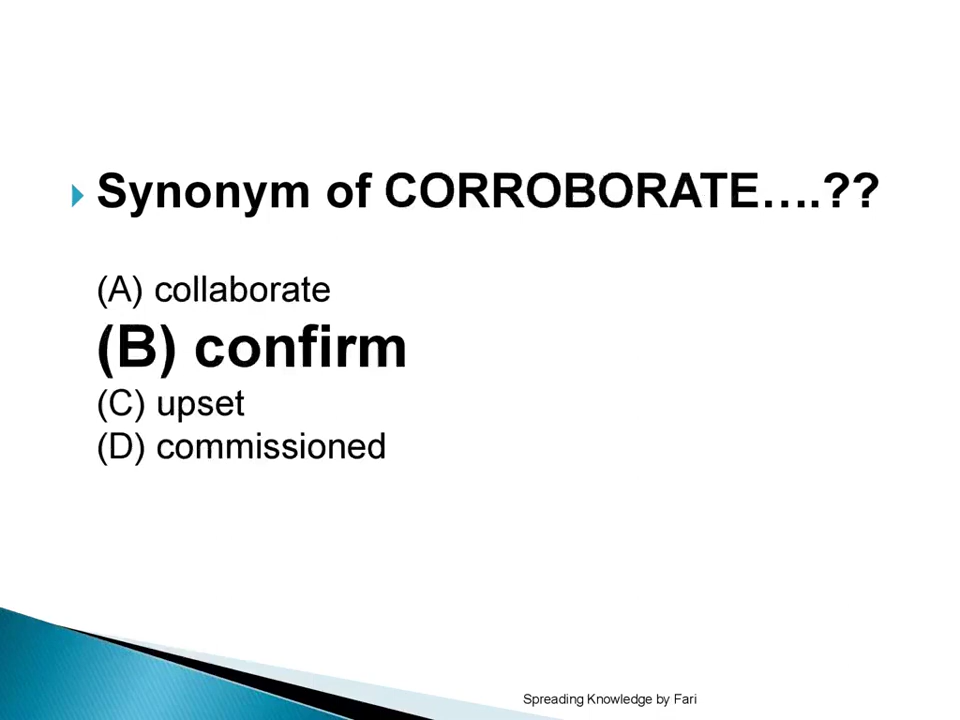 Synonym of CORROBORATE….??
(A) collaborate
(B) confirm
(C) upset
(D) commissioned
Spreading Knowledge by Fari